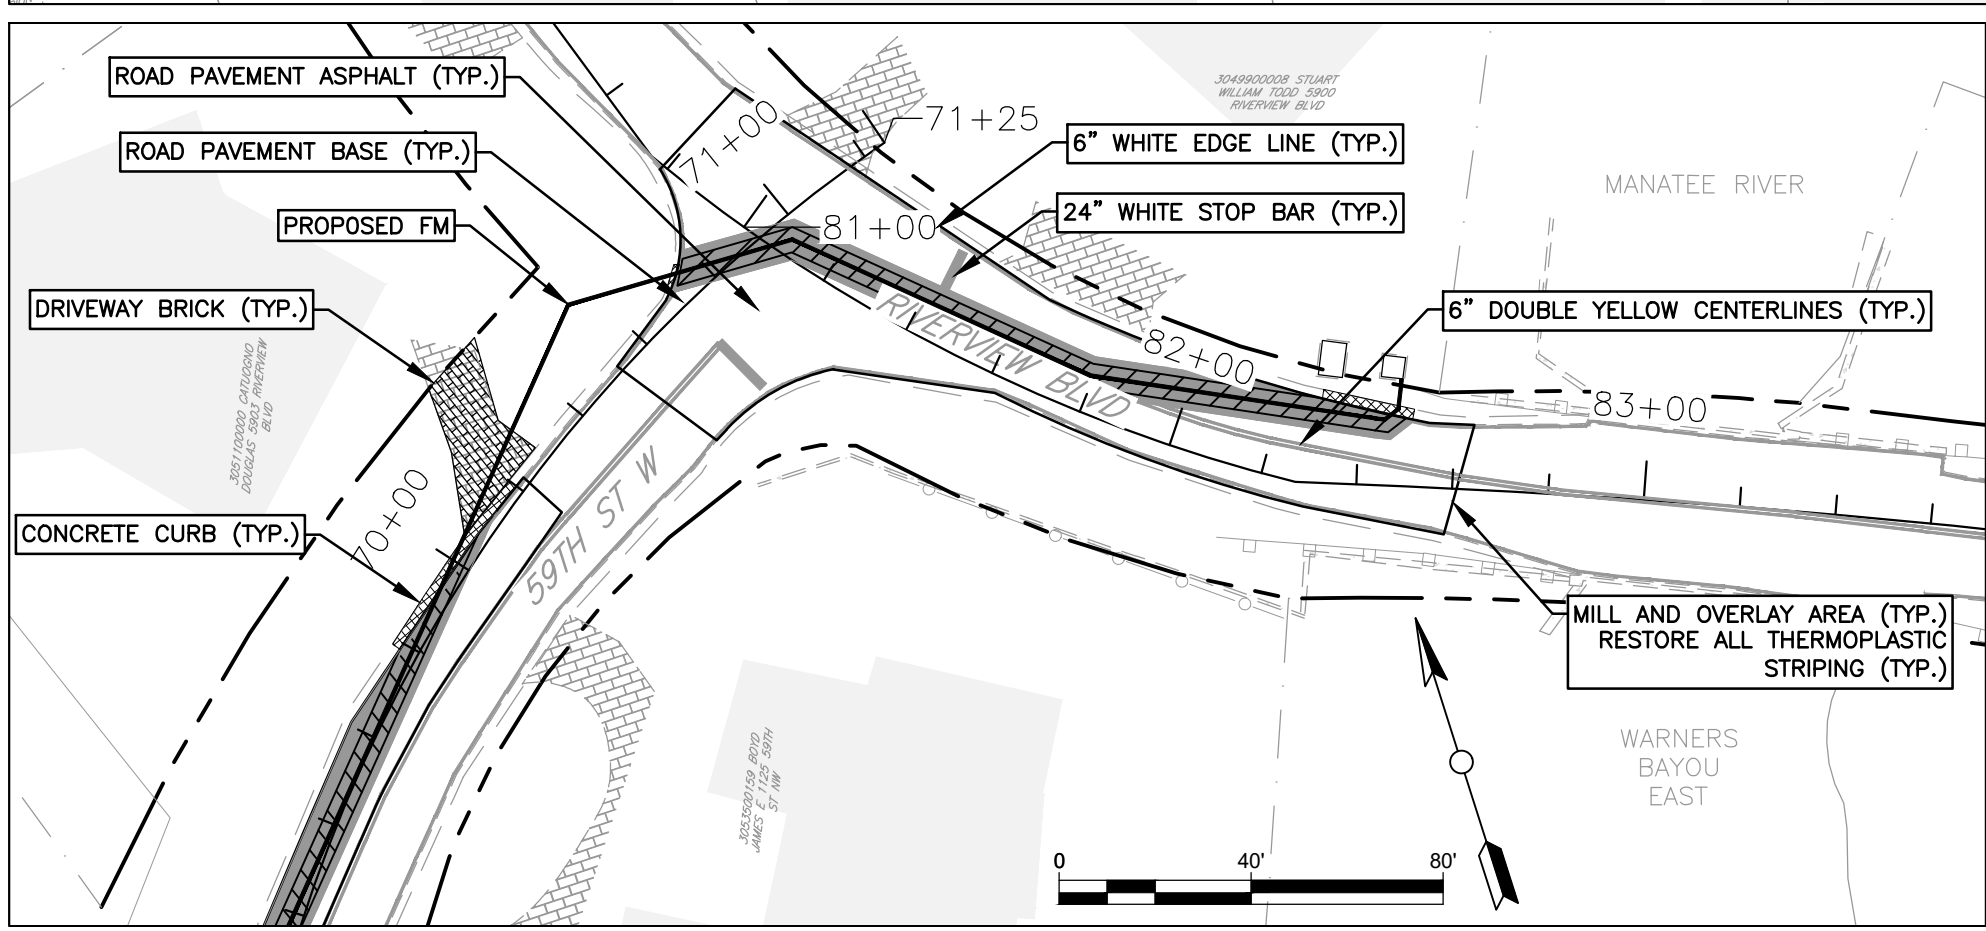 ROAD PAVEMENT ASPHALT (TYP.)
3049900008 STUART
WILLIAM TODD 5900
RIVERVIEW BLVD
71+00
71+25
6" WHITE EDGE LINE (TYP.)
ROAD PAVEMENT BASE (TYP.)
MANATEE RIVER
24" WHITE STOP BAR (TYP.)
PROPOSED FM
81+00
DRIVEWAY BRICK (TYP.)
6" DOUBLE YELLOW CENTERLINES (TYP.)
RIVERVIEW BLVD
82+00
3051100000 CATUOGNO
DOUGLAS 5903 RIVERVIEW
BLVD
83+00
70+00
59TH ST W
CONCRETE CURB (TYP.)
MILL AND OVERLAY AREA (TYP.)
RESTORE ALL THERMOPLASTIC
STRIPING (TYP.)
3053500159 BOYD
JAMES E 1125 59TH
ST NW
WARNERS
BAYOU
EAST
0 40' 80'